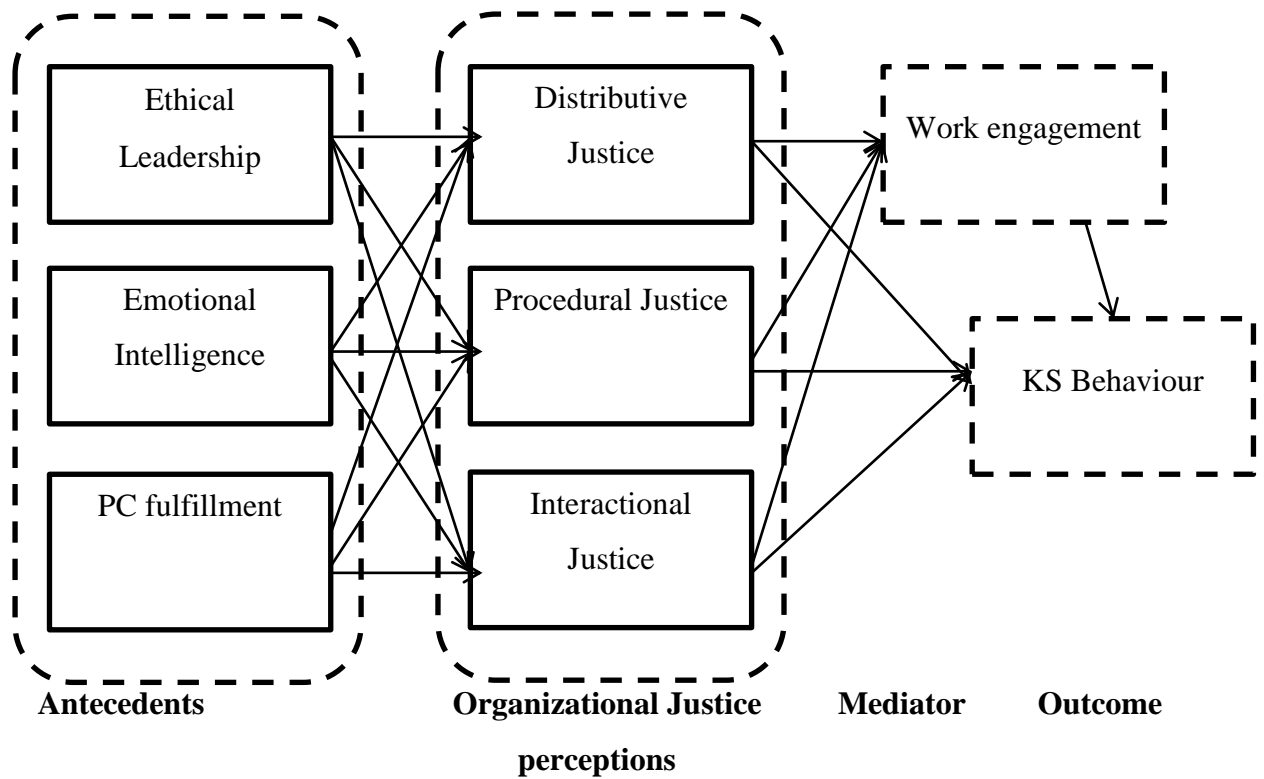 Ethical
Leadership
Emotional
Intelligence
PC fulfillment
Distributive
Justice
Procedural Justice
Interactional
Justice
Work engagement
KS Behaviour
Antecedents
Organizational Justice
perceptions
Mediator
Outcome